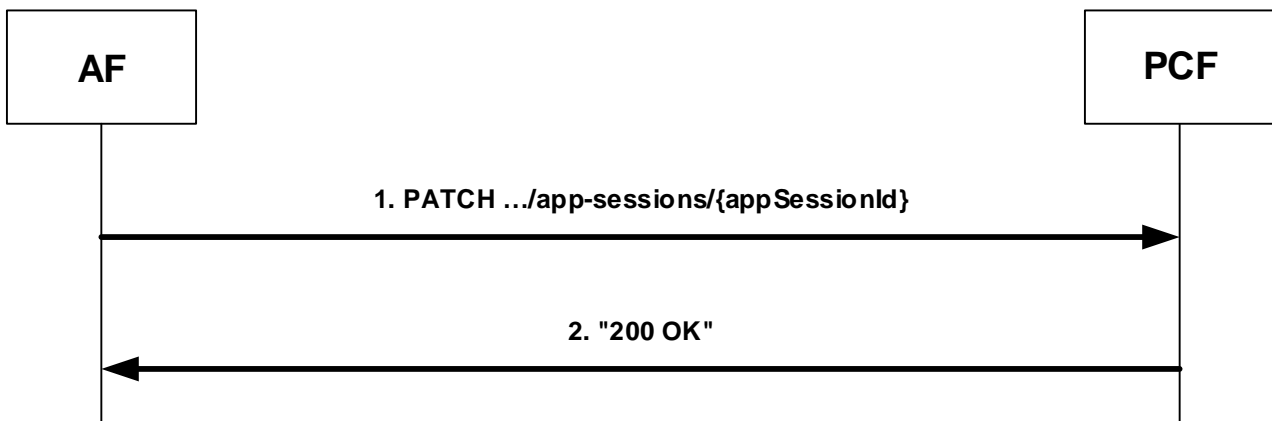 AF
PCF
1. PATCH …/app-sessions/{appSessionId}
2. "200 OK"